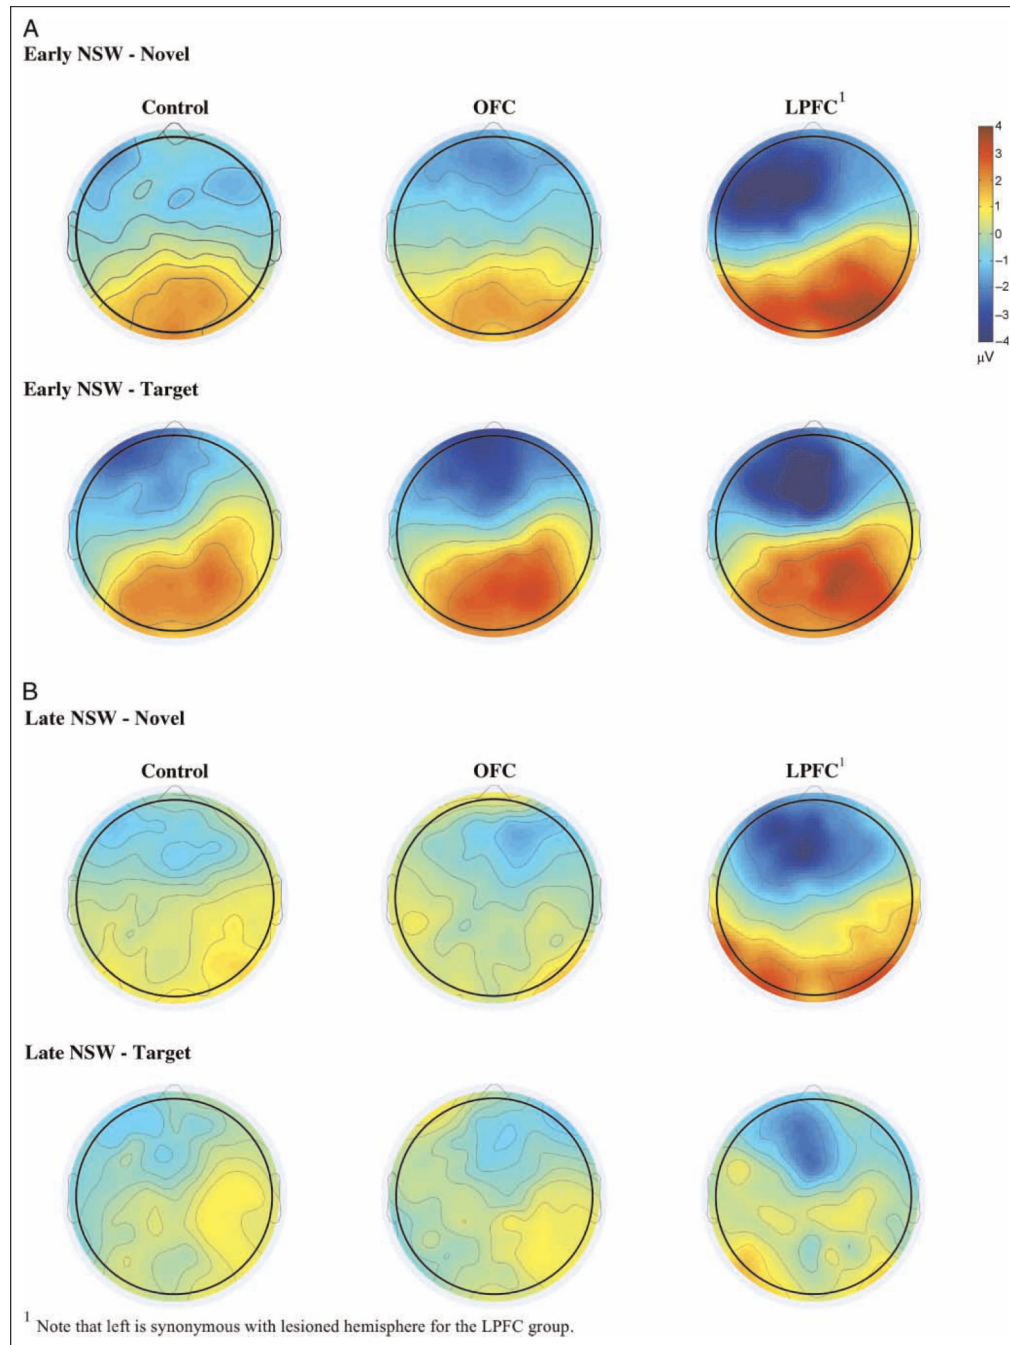 A
Early NSW - Novel
Control OFC LPFC¹
4
3
2
1
0
−1
−2
−3
−4
μV
Early NSW - Target
B
Late NSW - Novel
Control OFC LPFC¹
Late NSW - Target
¹ Note that left is synonymous with lesioned hemisphere for the LPFC group.